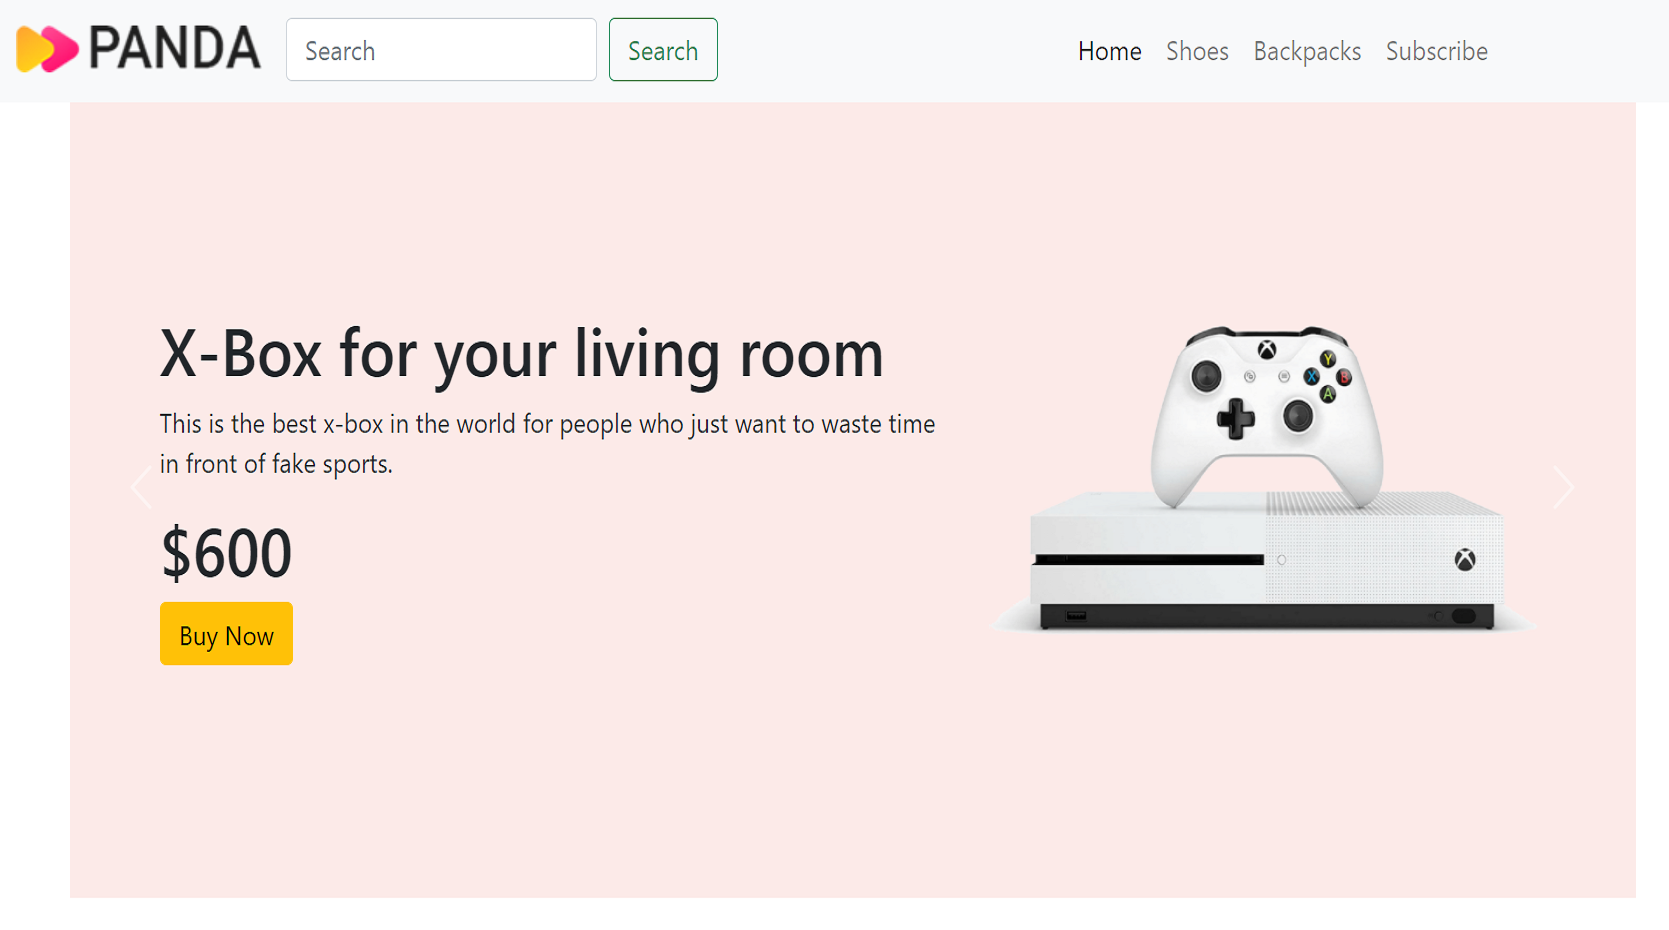 PANDA
Search
Search
Home
Shoes
Backpacks
Subscribe
X-Box for your living room
This is the best x-box in the world for people who just want to waste time
in front of fake sports.
$600
Buy Now
Y
X
B
A